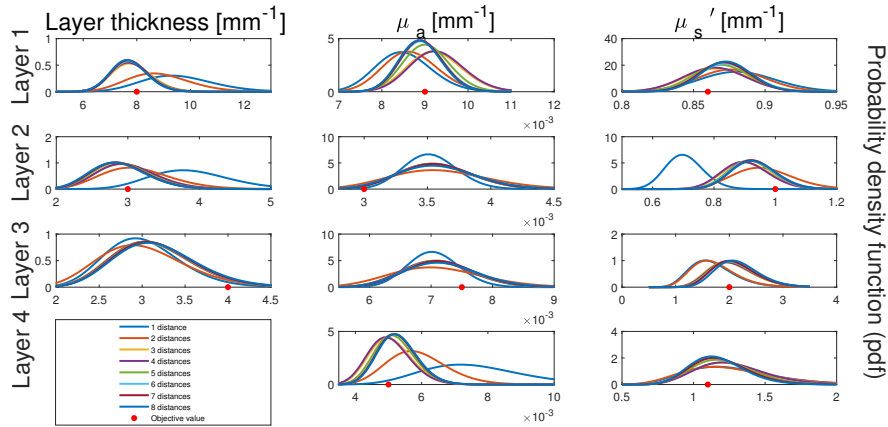 Layer thickness [mm⁻¹]
μ a [mm⁻¹]
μ s ' [mm⁻¹]
Layer 1
0 0.5 1
6 8 10 12
0 5
7 8 9 10 11 12
×10⁻³
0 20 40
0.8 0.85 0.9 0.95
Layer 2
0 1 2
2 3 4 5
0 5 10
3 3.5 4 4.5
×10⁻³
0 5 10
0.6 0.8 1 1.2
Layer 3
0 0.5 1
2 2.5 3 3.5 4 4.5
0 5 10
6 7 8 9
×10⁻³
0 1 2
0 1 2 3 4
Layer 4
1 distance
2 distances
3 distances
4 distances
5 distances
6 distances
7 distances
8 distances
Objective value
0 5
4 6 8 10
×10⁻³
0 2 4
0.5 1 1.5 2
Probability density function (pdf)